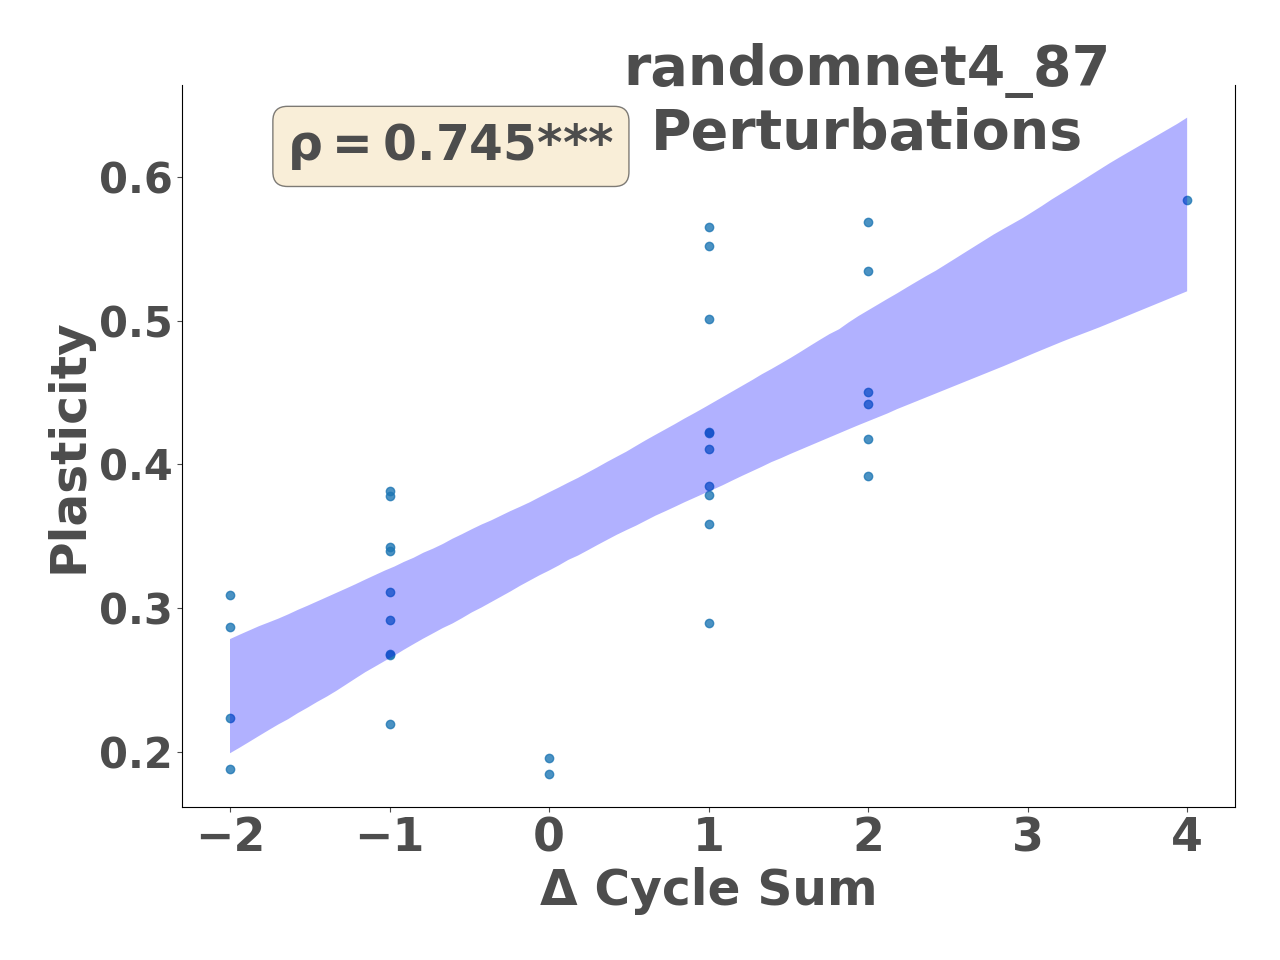 randomnet4_87
Perturbations
ρ = 0.745***
0.6
0.5
0.4
0.3
0.2
Plasticity
−2 −1 0 1 2 3 4
Δ Cycle Sum